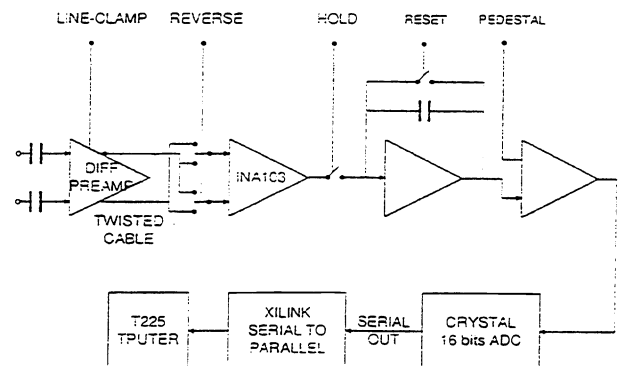 LINE-CLAMP REVERSE HOLD RESET PEDESTAL
DIFF
PREAMP
INA103
TWISTED
CABLE
T225
TPUTER
XILINK
SERIAL TO
PARALLEL
SERIAL
OUT
CRYSTAL
16 bits ADC